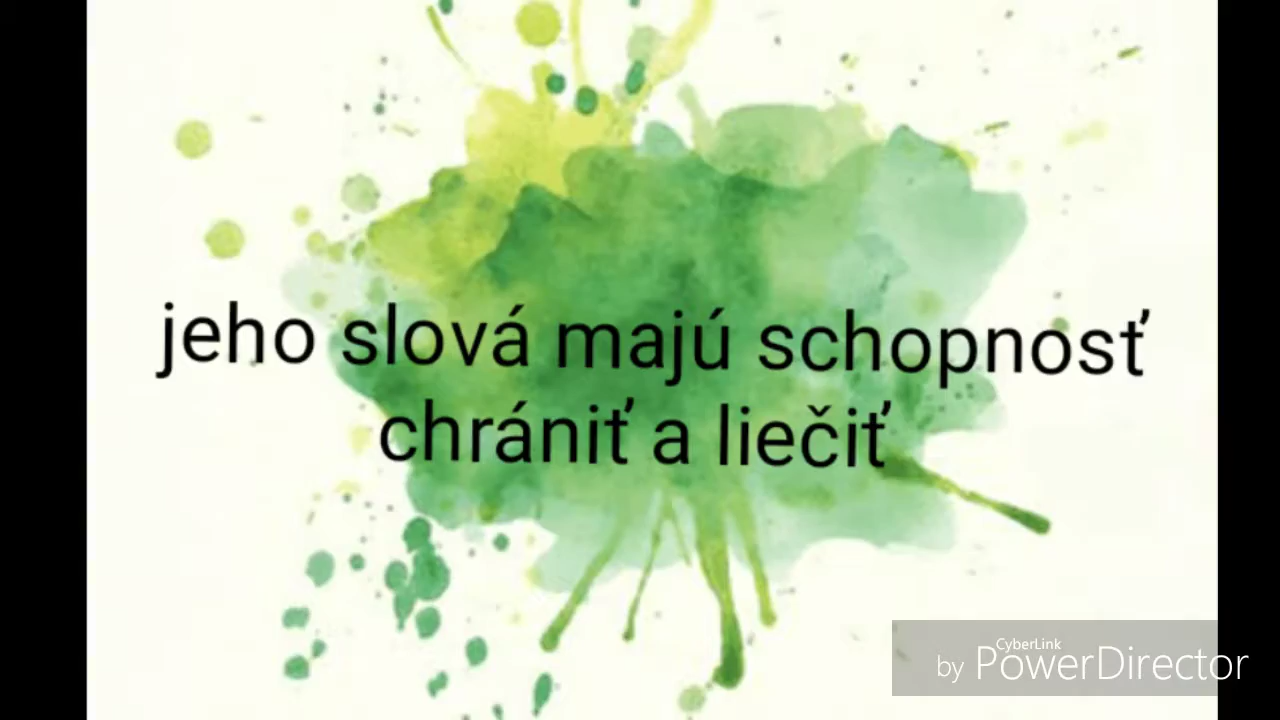 jeho slová majú schopnosť
chrániť a liečiť
CyberLink
by PowerDirector